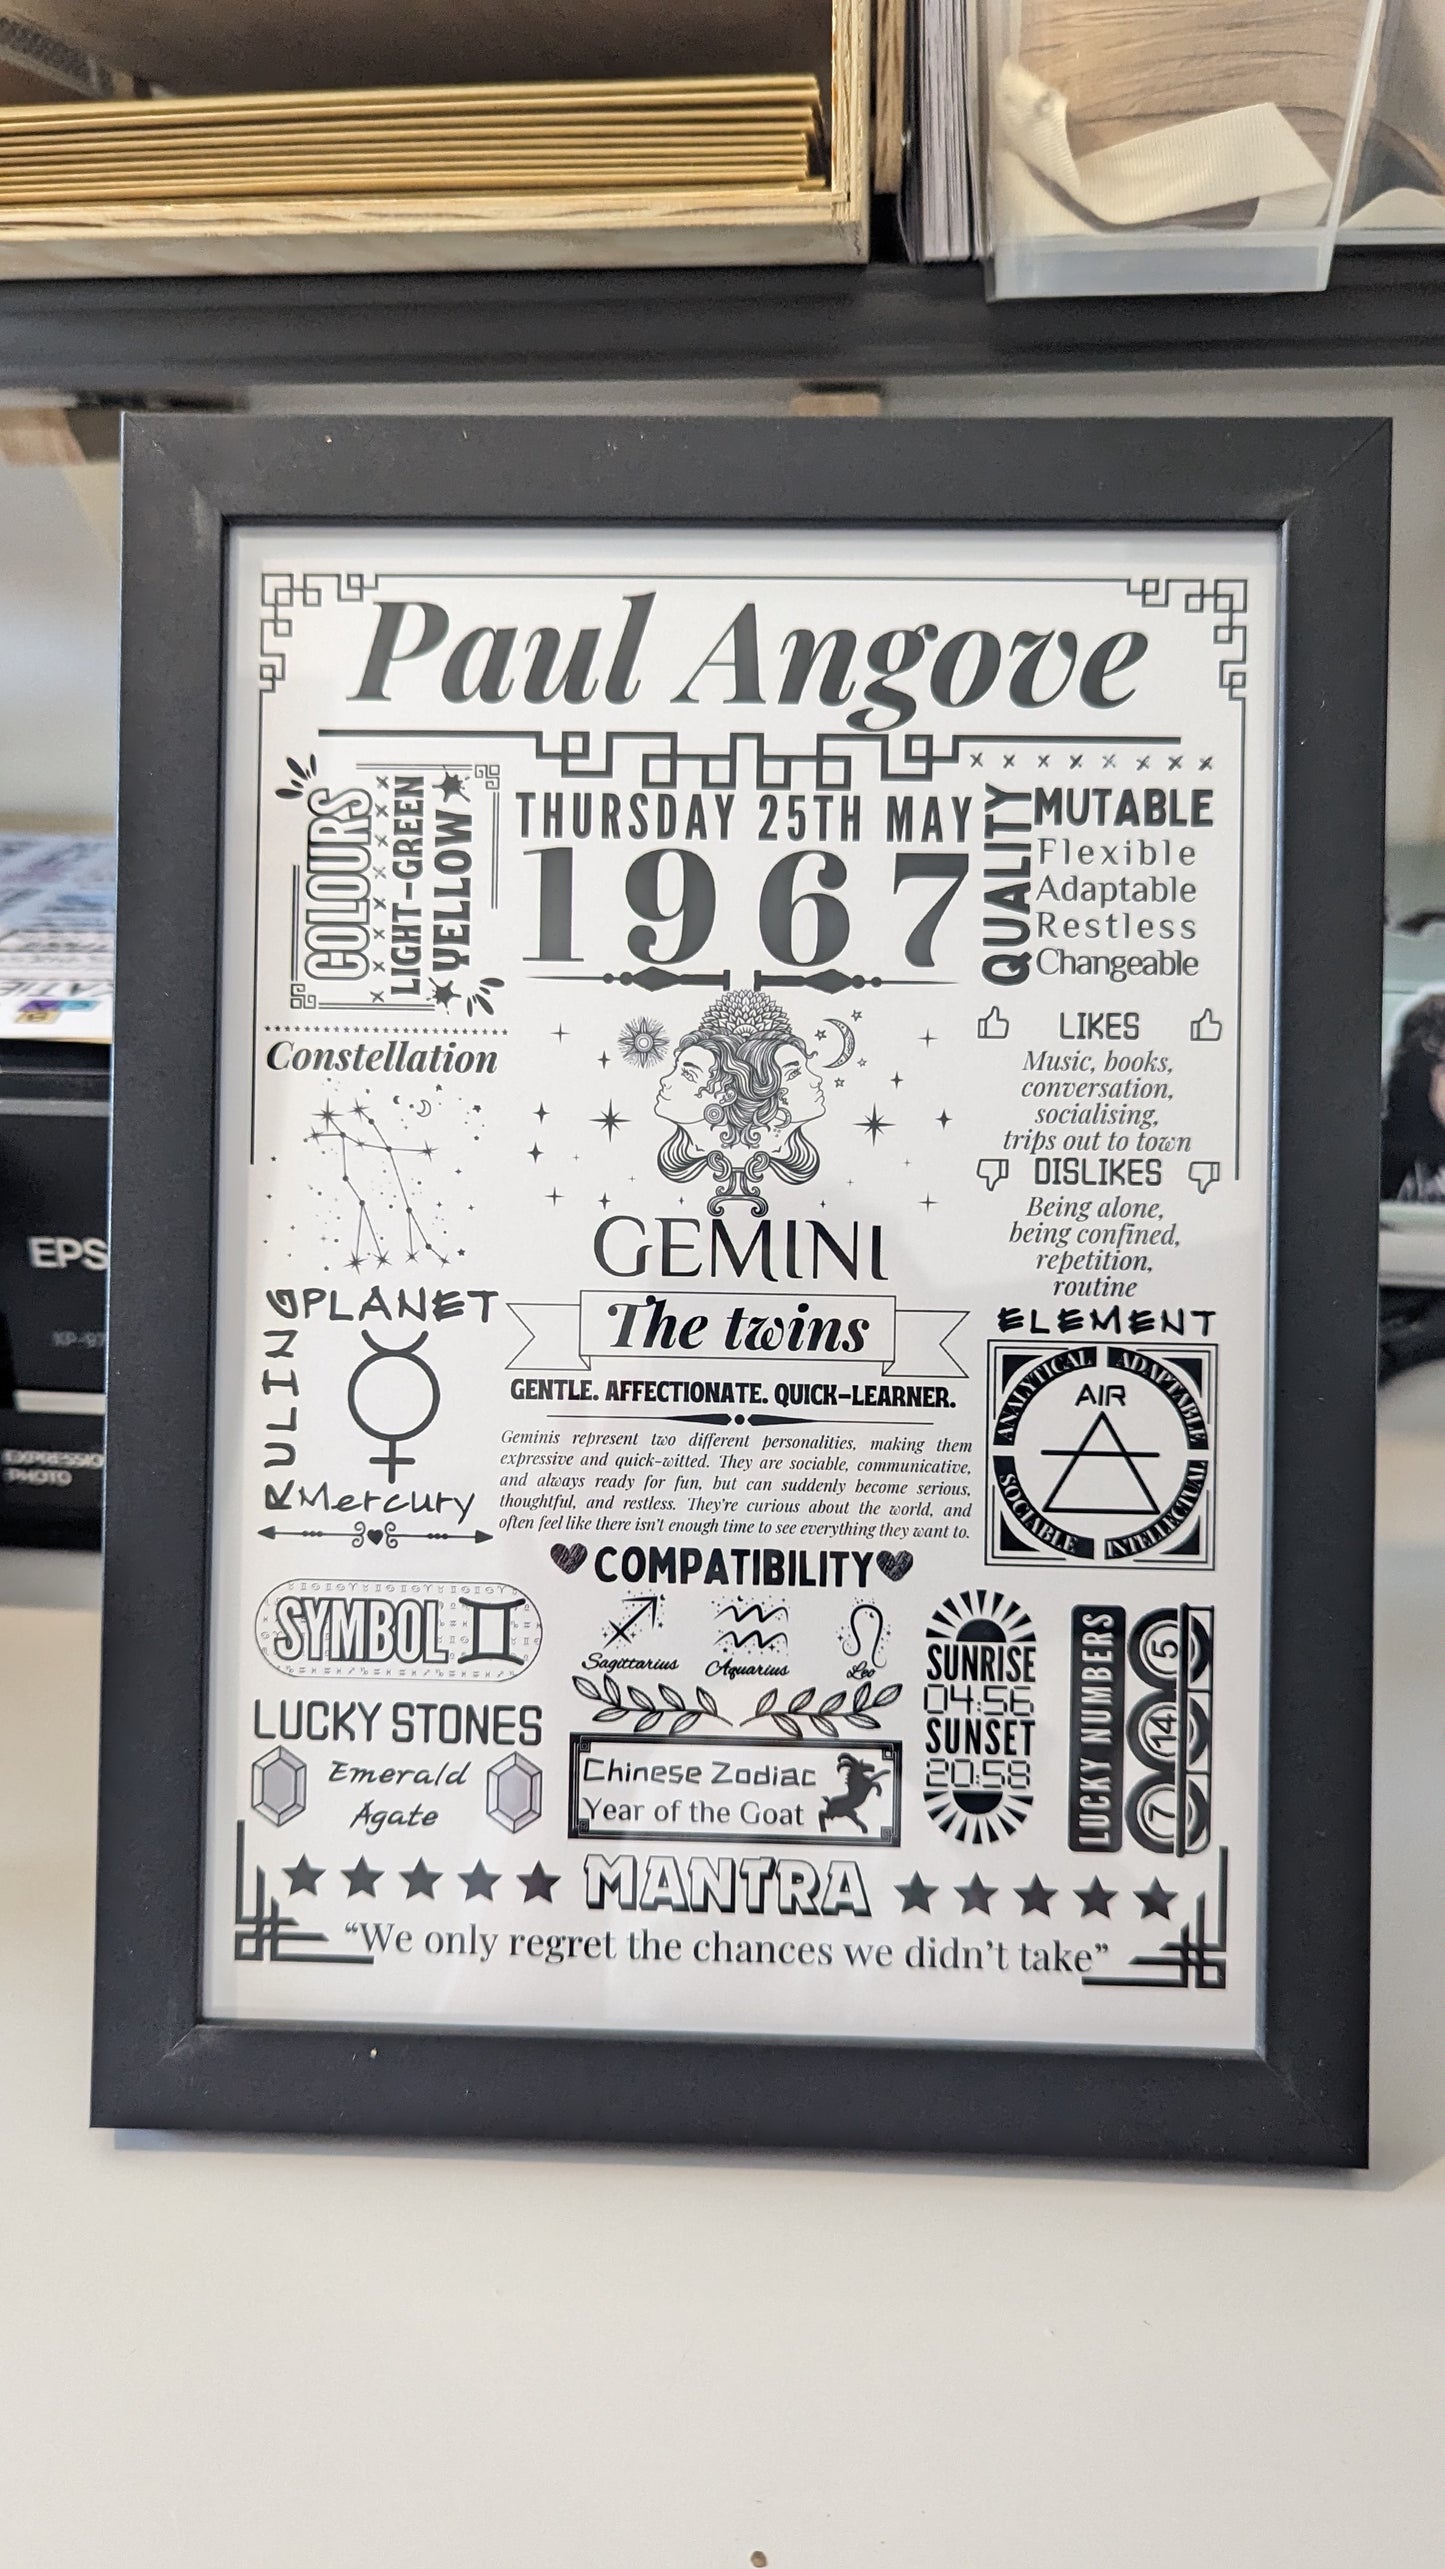 Paul Angove
COLOURS
LIGHT-GREEN
YELLOW
THURSDAY 25TH MAY
1967
QUALITY
MUTABLE
Flexible
Adaptable
Restless
Changeable
Constellation
LIKES
Music, books,
conversation,
socialising,
trips out to town
DISLIKES
Being alone,
being confined,
repetition,
routine
GEMINI
The twins
GENTLE. AFFECTIONATE. QUICK-LEARNER.
Geminis represent two different personalities, making them
expressive and quick-witted. They are sociable, communicative,
and always ready for fun, but can suddenly become serious,
thoughtful, and restless. They're curious about the world, and
often feel like there isn't enough time to see everything they want to.
RULING
PLANET
Mercury
ELEMENT
ANALYTICAL
ADAPTABLE
AIR
SOCIABLE
INTELLECTUAL
COMPATIBILITY
Sagittarius
Aquarius
Leo
SYMBOL
LUCKY STONES
Emerald
Agate
Chinese Zodiac
Year of the Goat
SUNRISE
04:56
SUNSET
20:58
LUCKY NUMBERS
7 14 5
MANTRA
“We only regret the chances we didn't take”
EPS